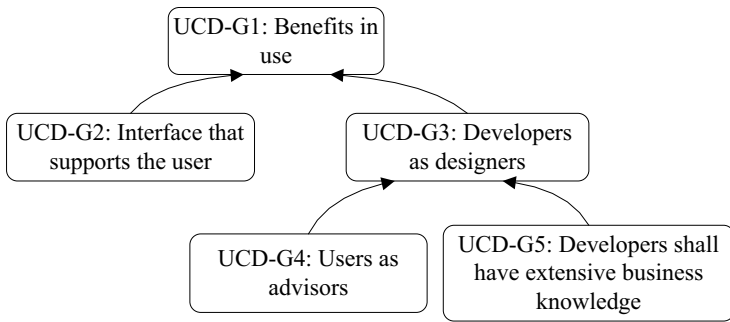 UCD-G1: Benefits in
use
UCD-G2: Interface that
supports the user
UCD-G3: Developers
as designers
UCD-G4: Users as
advisors
UCD-G5: Developers shall
have extensive business
knowledge